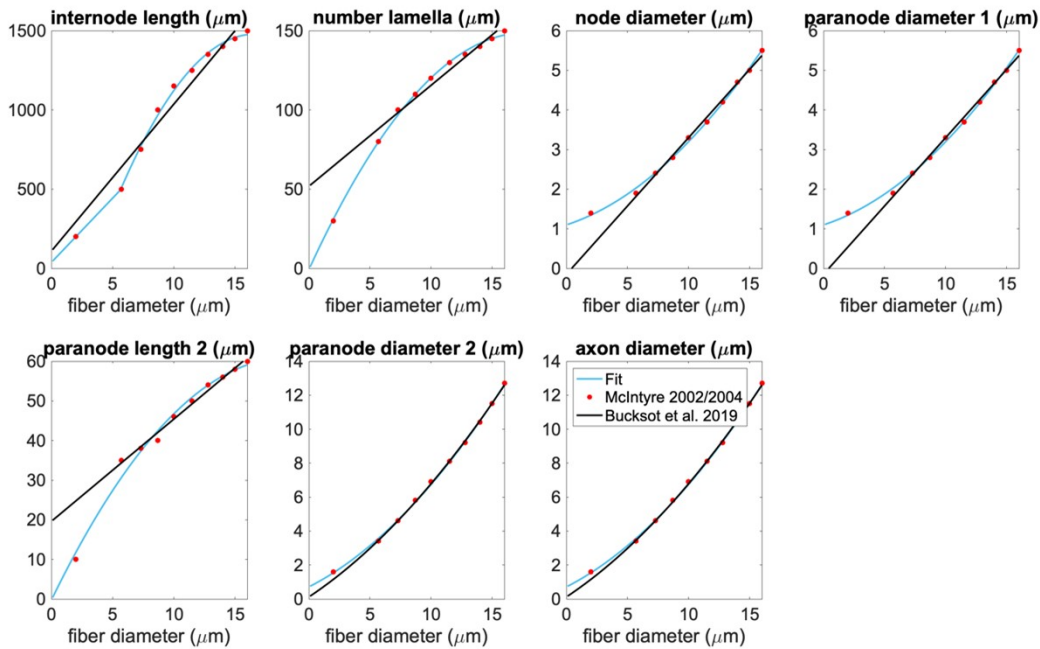 internode length (μm)
1500
1000
500
0
0 5 10 15
fiber diameter (μm)
number lamella (μm)
150
100
50
0
0 5 10 15
fiber diameter (μm)
node diameter (μm)
6
5
4
3
2
1
0
0 5 10 15
fiber diameter (μm)
paranode diameter 1 (μm)
6
5
4
3
2
1
0
0 5 10 15
fiber diameter (μm)
paranode length 2 (μm)
60
50
40
30
20
10
0
0 5 10 15
fiber diameter (μm)
paranode diameter 2 (μm)
14
12
10
8
6
4
2
0
0 5 10 15
fiber diameter (μm)
axon diameter (μm)
14
12
10
8
6
4
2
0
0 5 10 15
fiber diameter (μm)
Fit
McIntyre 2002/2004
Bucksot et al. 2019